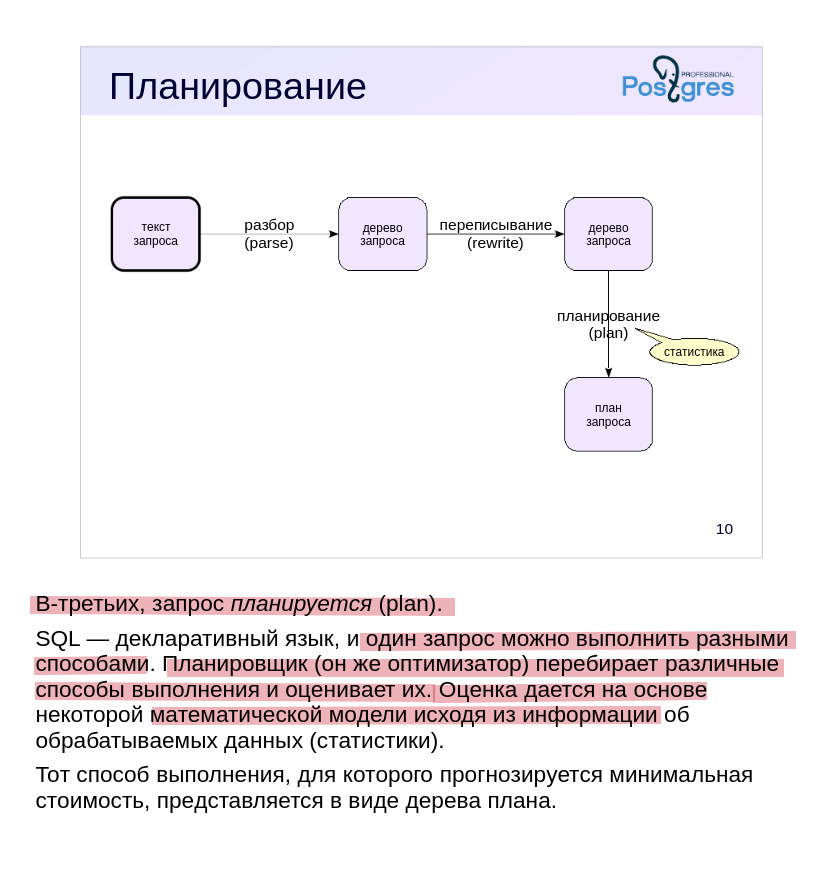 Планирование
PROFESSIONAL
Postgres
текст
запроса
разбор
(parse)
дерево
запроса
переписывание
(rewrite)
дерево
запроса
планирование
(plan)
статистика
план
запроса
10
В-третьих, запрос планируется (plan).
SQL — декларативный язык, и один запрос можно выполнить разными
способами. Планировщик (он же оптимизатор) перебирает различные
способы выполнения и оценивает их. Оценка дается на основе
некоторой математической модели исходя из информации об
обрабатываемых данных (статистики).
Тот способ выполнения, для которого прогнозируется минимальная
стоимость, представляется в виде дерева плана.